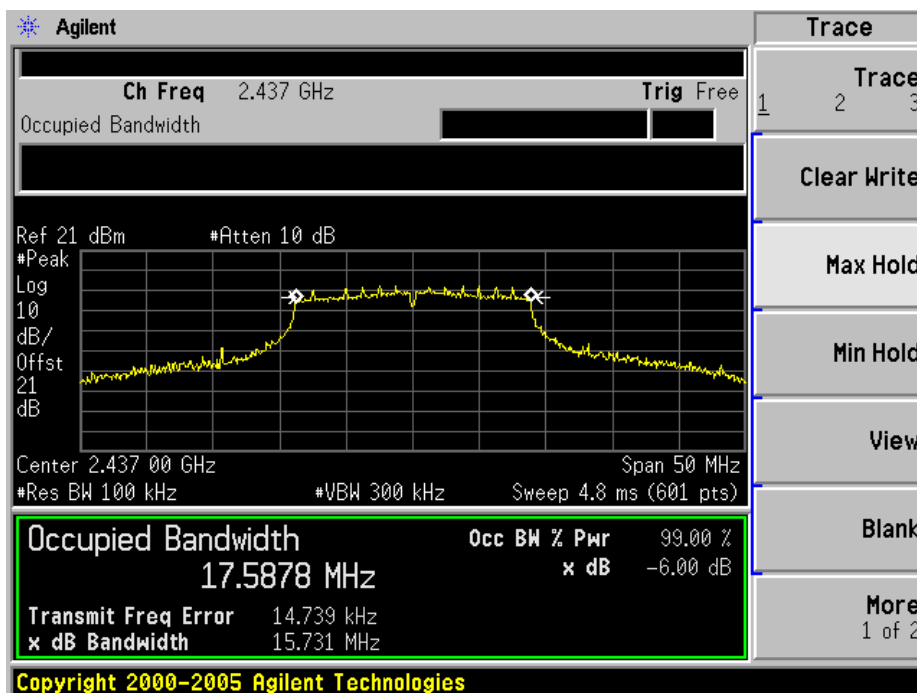 Agilent
Trace
Ch Freq 2.437 GHz Trig Free
Occupied Bandwidth
Trace
1 2 3
Clear Write
Max Hold
Min Hold
View
Blank
More
1 of 2
Ref 21 dBm #Atten 10 dB
#Peak
Log
10
dB/
Offst
21
dB
Center 2.437 00 GHz Span 50 MHz
#Res BW 100 kHz #VBW 300 kHz Sweep 4.8 ms (601 pts)
Occupied Bandwidth
17.5878 MHz
Occ BW % Pwr 99.00 %
x dB -6.00 dB
Transmit Freq Error 14.739 kHz
x dB Bandwidth 15.731 MHz
Copyright 2000-2005 Agilent Technologies